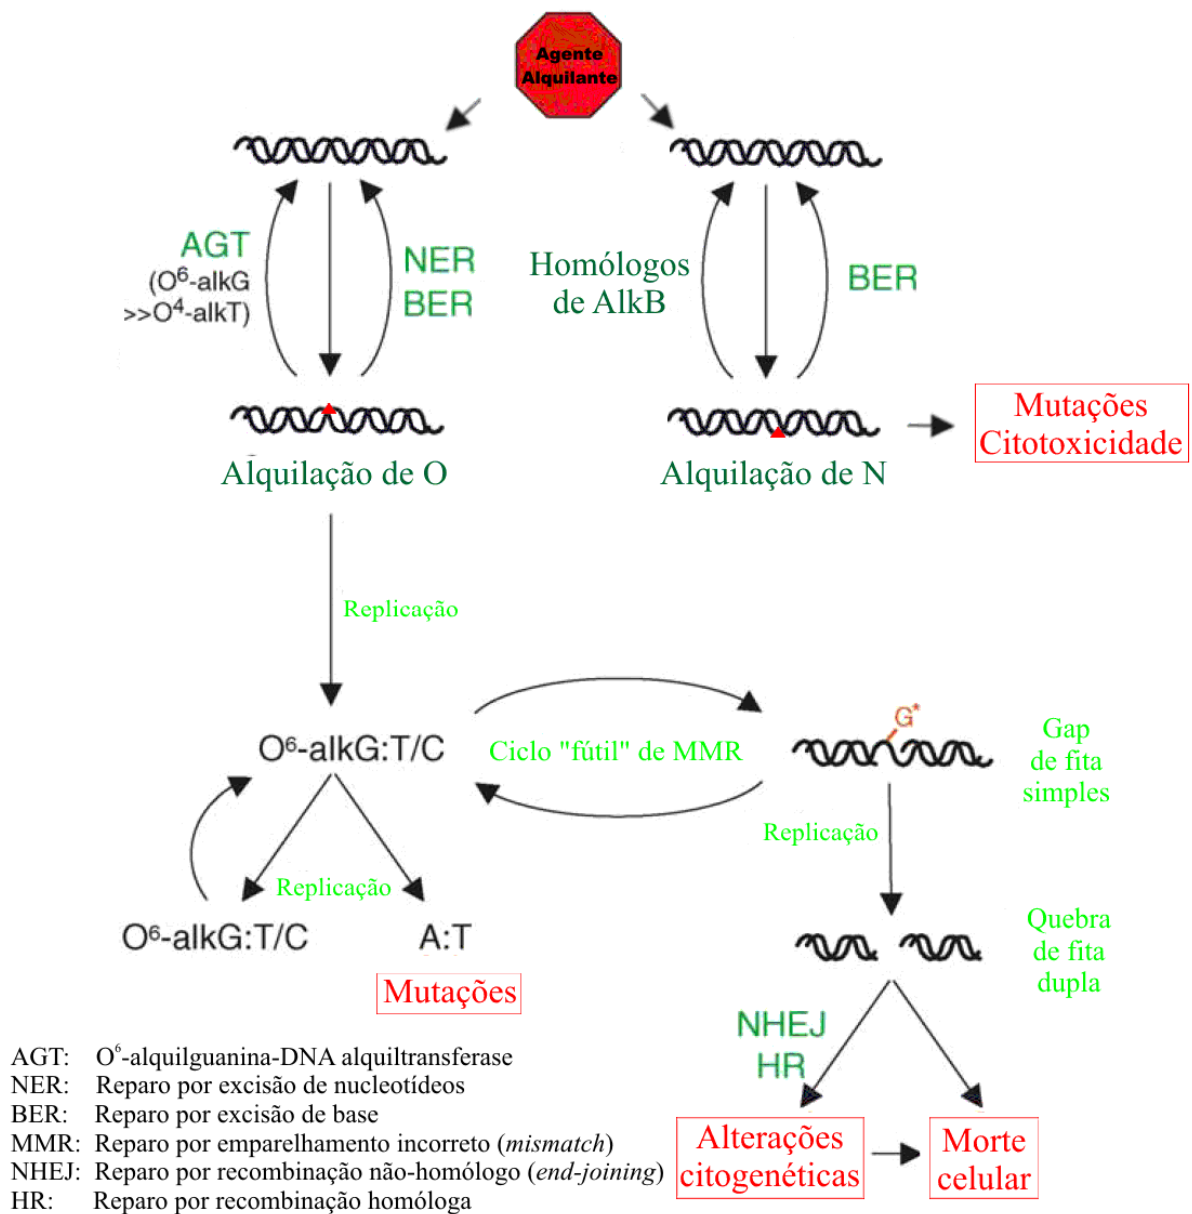 Agente
Alquilante
AGT
(O⁶-alkG
>>O⁴-alkT)
NER
BER
Homólogos
de AlkB
BER
Alquilação de O
Alquilação de N
Mutações
Citotoxicidade
Replicação
O⁶-alkG:T/C
Ciclo "fútil" de MMR
G*
Gap
de fita
simples
Replicação
Replicação
O⁶-alkG:T/C
A:T
Mutações
Quebra
de fita
dupla
NHEJ
HR
Alterações
citogenéticas
Morte
celular
AGT: O⁶-alquilguanina-DNA alquiltransferase
NER: Reparo por excisão de nucleotídeos
BER: Reparo por excisão de base
MMR: Reparo por emparelhamento incorreto (mismatch)
NHEJ: Reparo por recombinação não-homólogo (end-joining)
HR: Reparo por recombinação homóloga